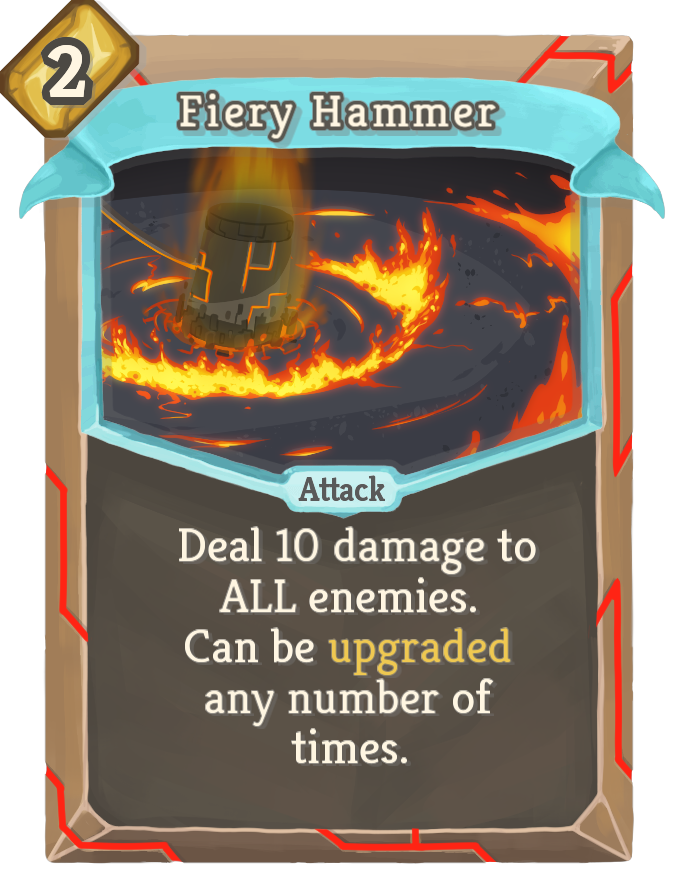 2
Fiery Hammer
Attack
Deal 10 damage to
ALL enemies.
Can be upgraded
any number of
times.